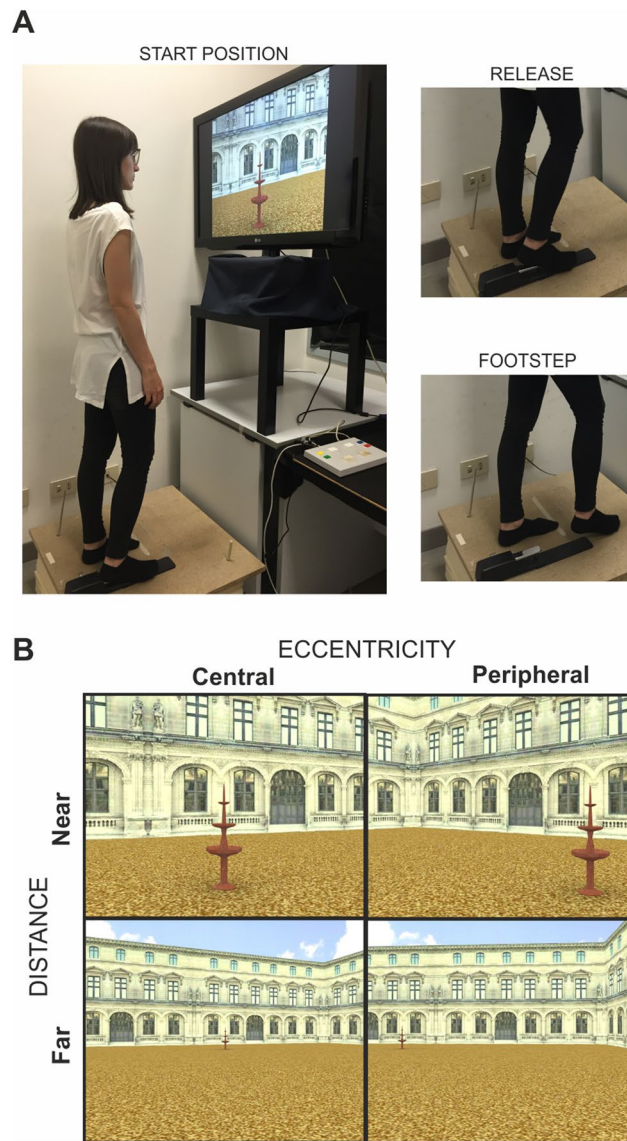 A
START POSITION
RELEASE
FOOTSTEP
B
ECCENTRICITY
Central
Peripheral
DISTANCE
Near
Far